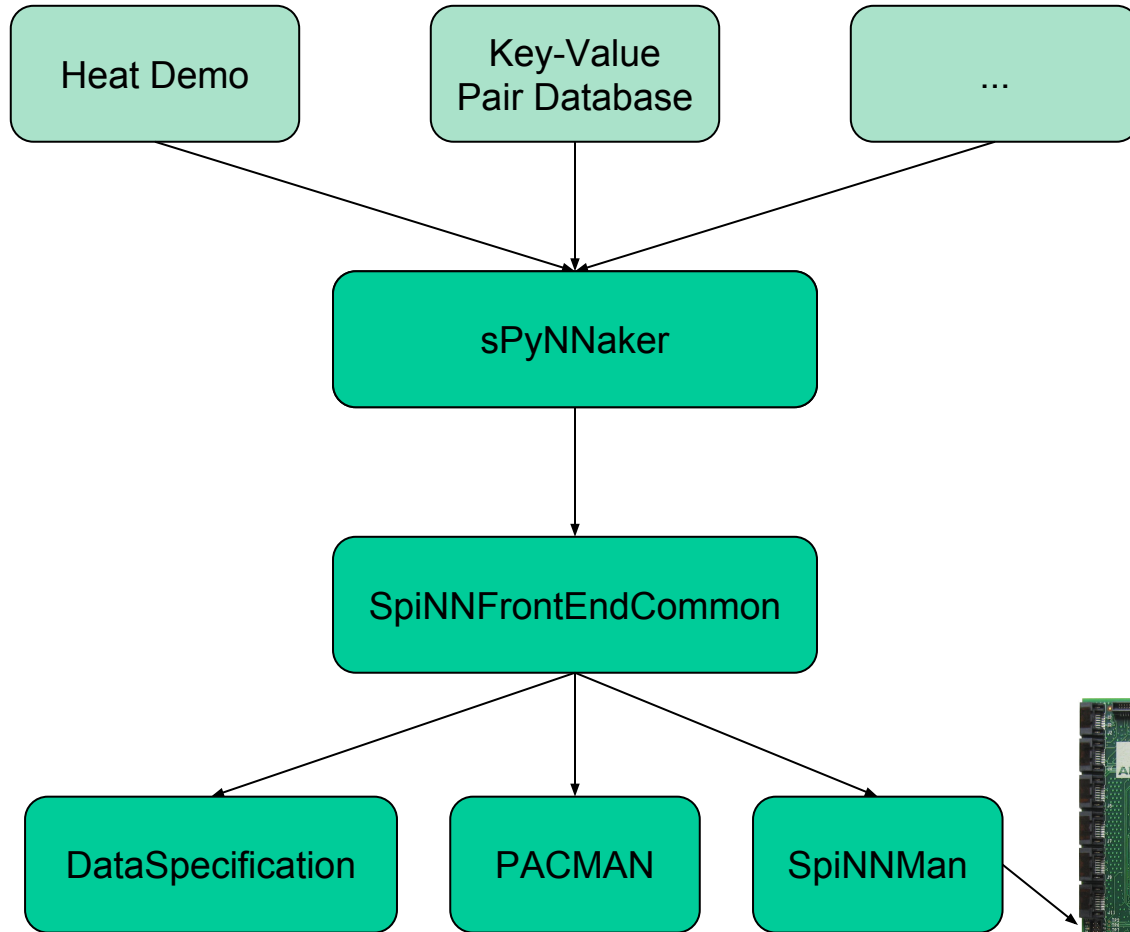 Heat Demo
Key-Value
Pair Database
...
sPyNNaker
SpiNNFrontEndCommon
DataSpecification
PACMAN
SpiNNMan